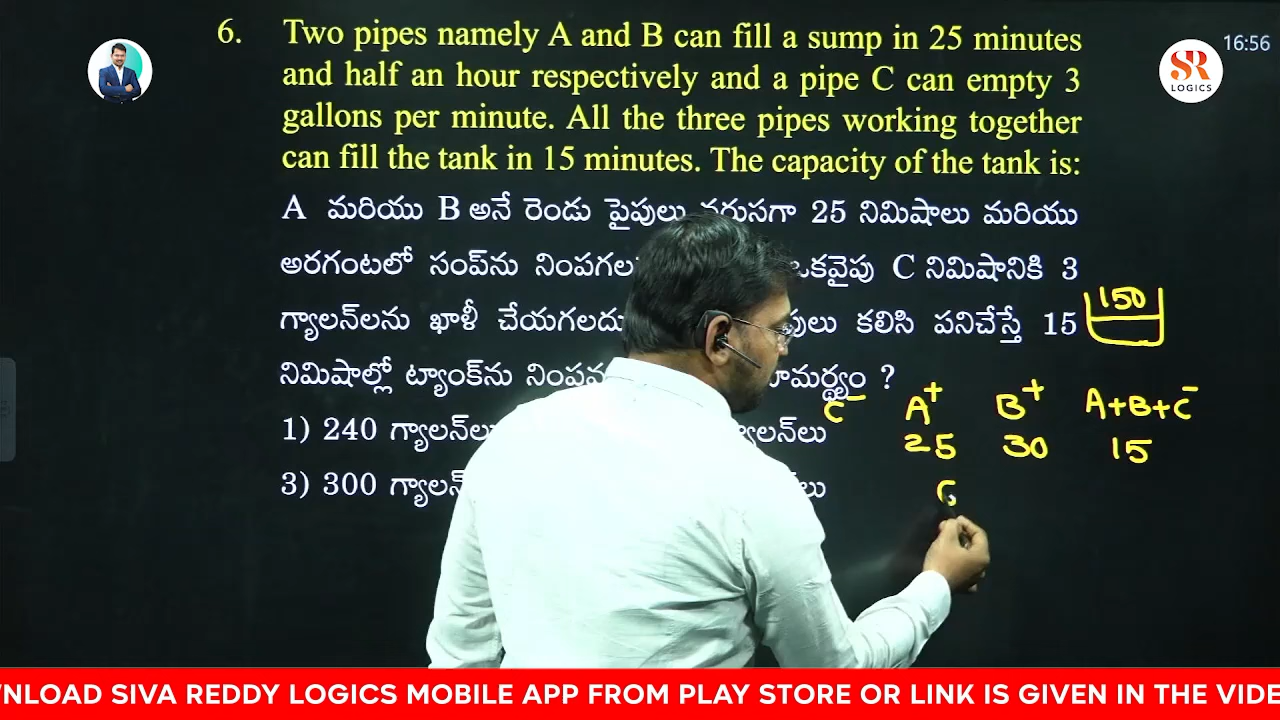 6. Two pipes namely A and B can fill a sump in 25 minutes
and half an hour respectively and a pipe C can empty 3
gallons per minute. All the three pipes working together
can fill the tank in 15 minutes. The capacity of the tank is:
SR
LOGICS
16:56
A మరియు B అనే రెండు పైపులు వరుసగా 25 నిమిషాలు మరియు
అరగంటలో సంప్‌ను C నిమిషానికి 3
గ్యాలన్‌లను ఖాళీ కలిసి పనిచేస్తే 15
150
నిమిషాల్లో ట్యాంక్‌ను ?
C⁻ A⁺ B⁺ A+B+C⁻
1) 240 గ్యాలన్‌లు
25 30 15
3) 300
6
WNLOAD SIVA REDDY LOGICS MOBILE APP FROM PLAY STORE OR LINK IS GIVEN IN THE VIDE